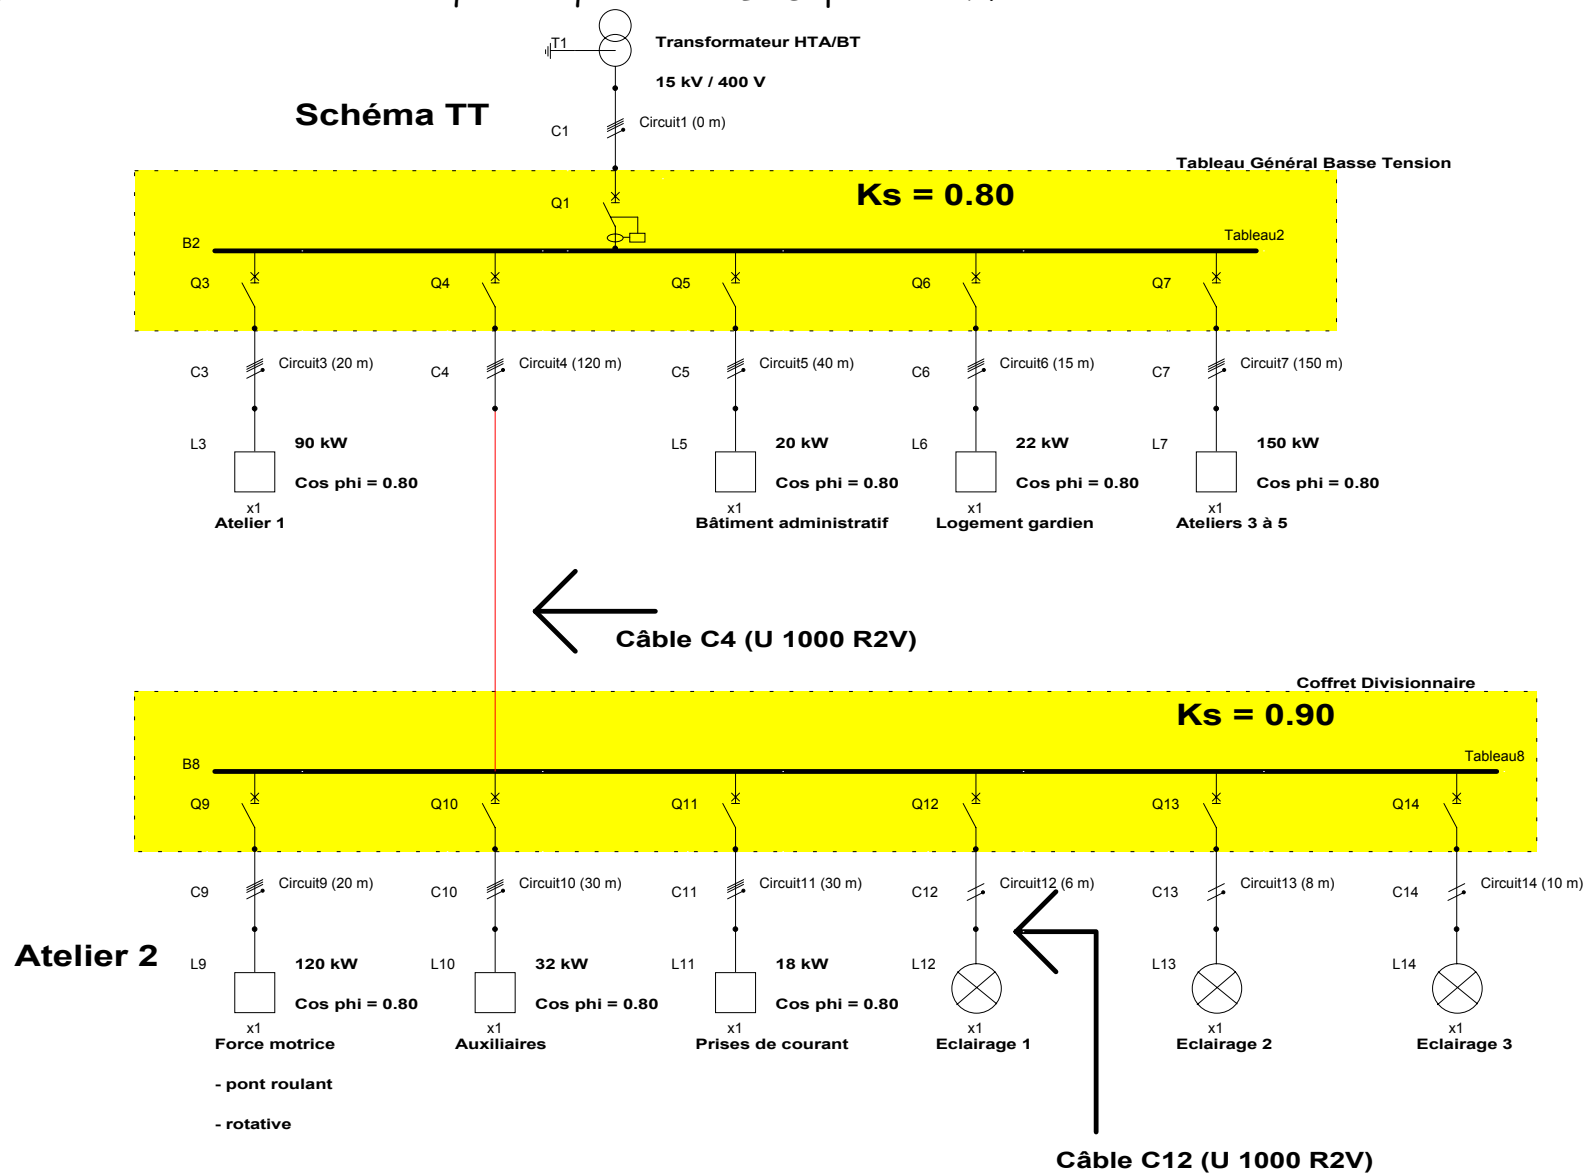 T1
Transformateur HTA/BT
15 kV / 400 V
Schéma TT
C1
Circuit1 (0 m)
Tableau Général Basse Tension
Ks = 0.80
Q1
B2
Tableau2
Q3
Q4
Q5
Q6
Q7
C3
Circuit3 (20 m)
C4
Circuit4 (120 m)
C5
Circuit5 (40 m)
C6
Circuit6 (15 m)
C7
Circuit7 (150 m)
L3
90 kW
L5
20 kW
L6
22 kW
L7
150 kW
Cos phi = 0.80
Cos phi = 0.80
Cos phi = 0.80
Cos phi = 0.80
x1
x1
x1
x1
Atelier 1
Bâtiment administratif
Logement gardien
Ateliers 3 à 5
Câble C4 (U 1000 R2V)
Coffret Divisionnaire
Ks = 0.90
B8
Tableau8
Q9
Q10
Q11
Q12
Q13
Q14
C9
Circuit9 (20 m)
C10
Circuit10 (30 m)
C11
Circuit11 (30 m)
C12
Circuit12 (6 m)
C13
Circuit13 (8 m)
C14
Circuit14 (10 m)
Atelier 2
L9
120 kW
L10
32 kW
L11
18 kW
L12
L13
L14
Cos phi = 0.80
Cos phi = 0.80
Cos phi = 0.80
x1
x1
x1
x1
x1
x1
Force motrice
Auxiliaires
Prises de courant
Eclairage 1
Eclairage 2
Eclairage 3
- pont roulant
- rotative
Câble C12 (U 1000 R2V)